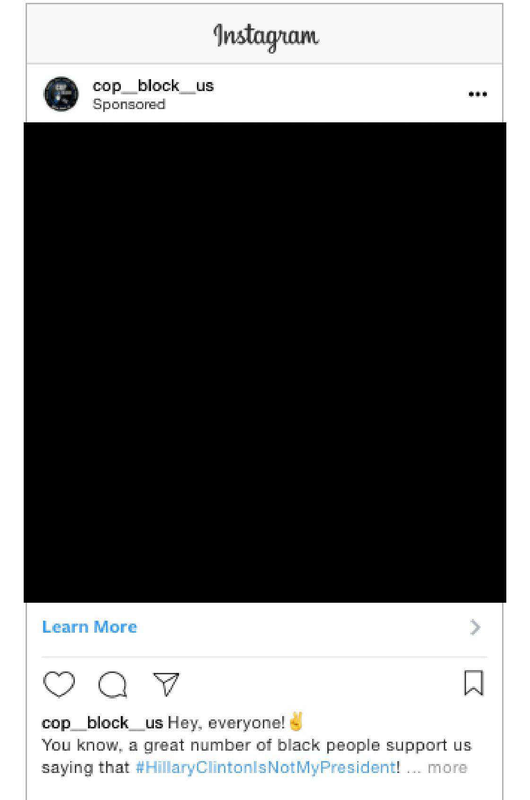 Instagram
cop__block__us
Sponsored
Learn More
cop__block__us Hey, everyone!✌️
You know, a great number of black people support us
saying that #HillaryClintonIsNotMyPresident! ... more